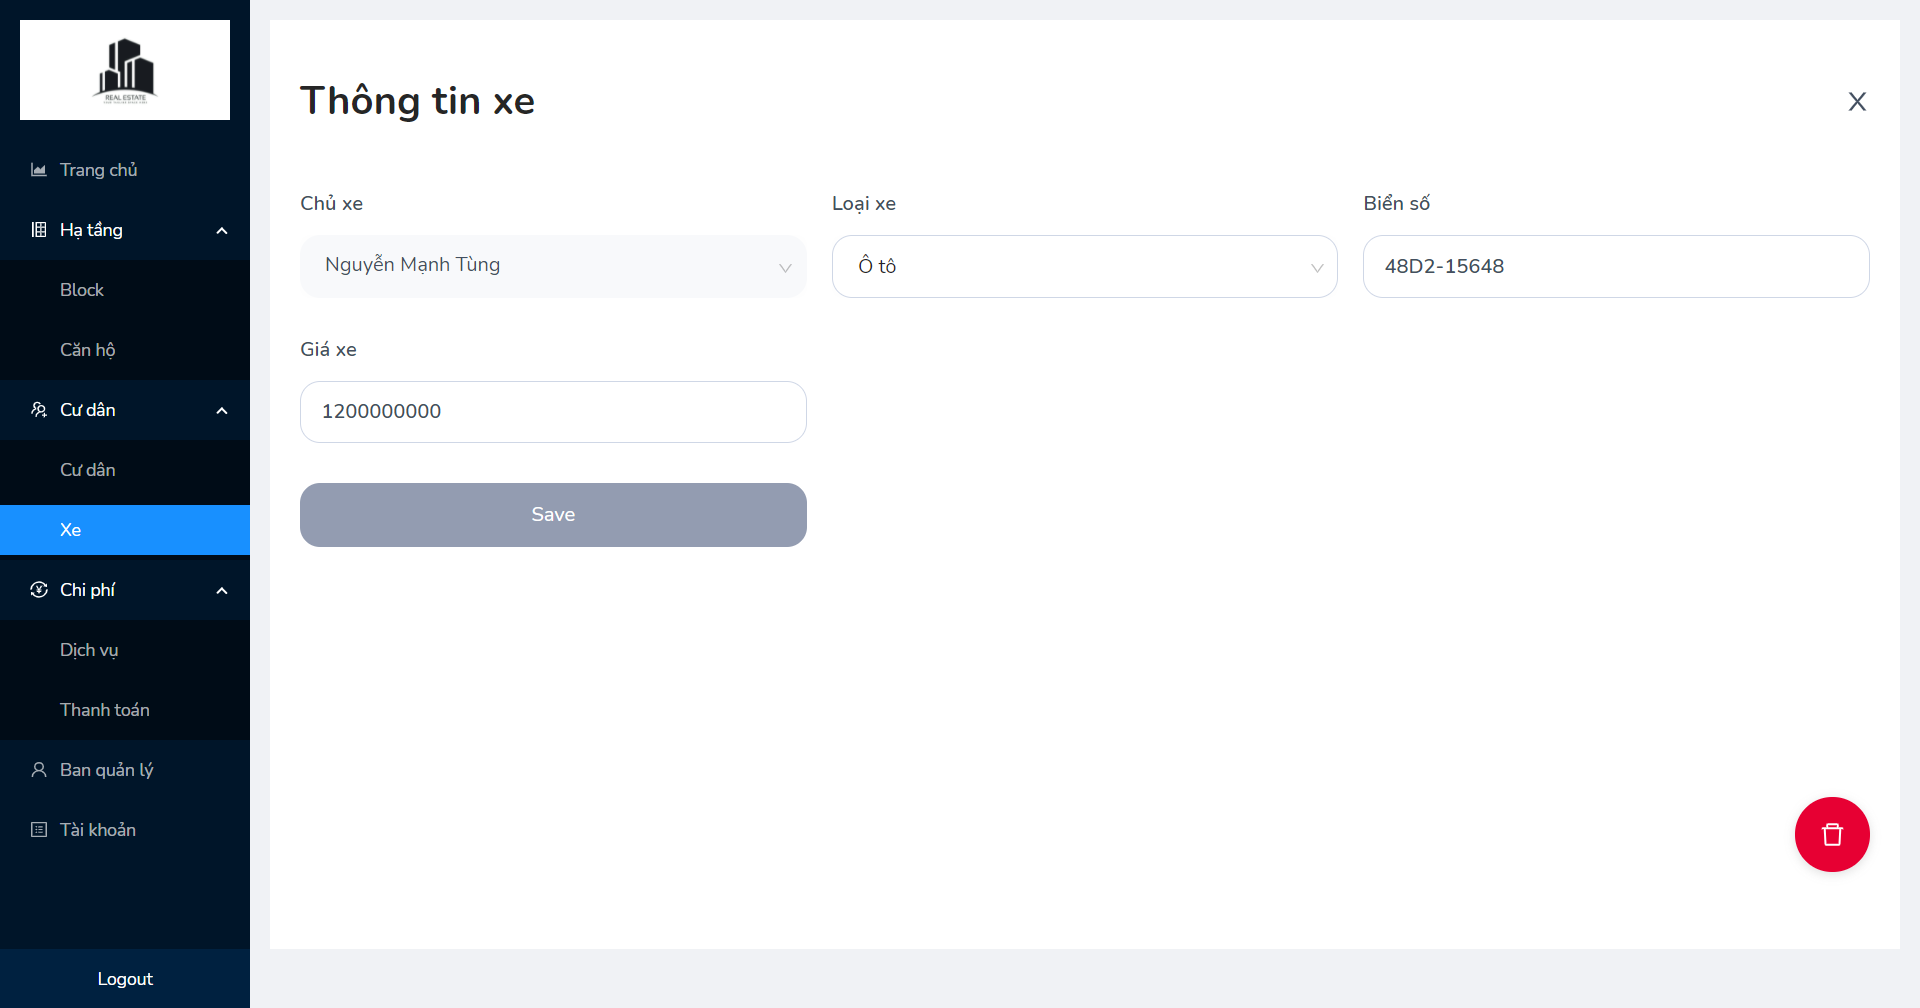 REAL ESTATE
Trang chủ
Hạ tầng
Block
Căn hộ
Cư dân
Cư dân
Xe
Chi phí
Dịch vụ
Thanh toán
Ban quản lý
Tài khoản
Logout
Thông tin xe
X
Chủ xe
Nguyễn Mạnh Tùng
Loại xe
Ô tô
Biển số
48D2-15648
Giá xe
1200000000
Save